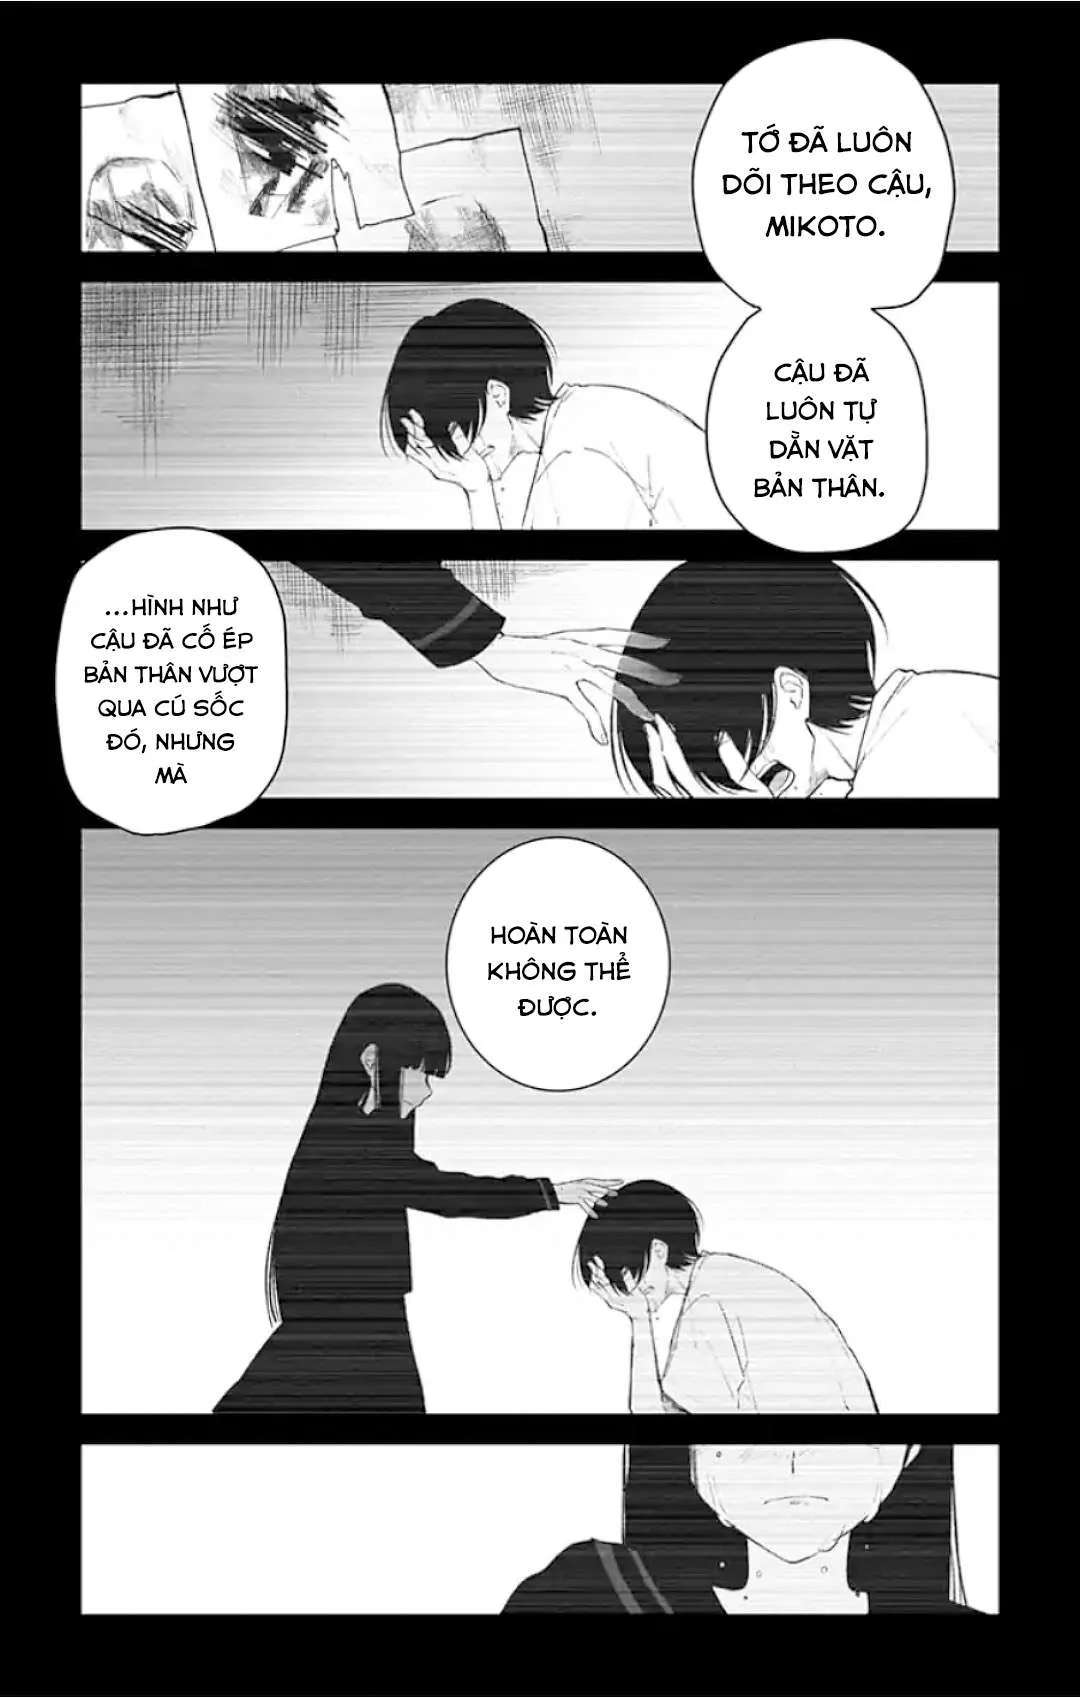 TỚ ĐÃ LUÔN
DÕI THEO CẬU,
MIKOTO.
CẬU ĐÃ
LUÔN TỰ
DẰN VẶT
BẢN THÂN.
...HÌNH NHƯ
CẬU ĐÃ CỐ ÉP
BẢN THÂN VƯỢT
QUA CÚ SỐC
ĐÓ, NHƯNG
MÀ
HOÀN TOÀN
KHÔNG THỂ
ĐƯỢC.